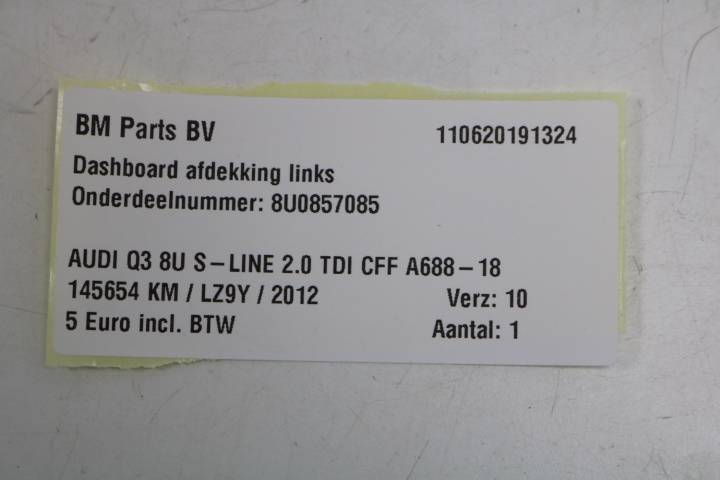 BM Parts BV 110620191324
Dashboard afdekking links
Onderdeelnummer: 8U0857085
AUDI Q3 8U S-LINE 2.0 TDI CFF A688-18
145654 KM / LZ9Y / 2012 Verz: 10
5 Euro incl. BTW Aantal: 1